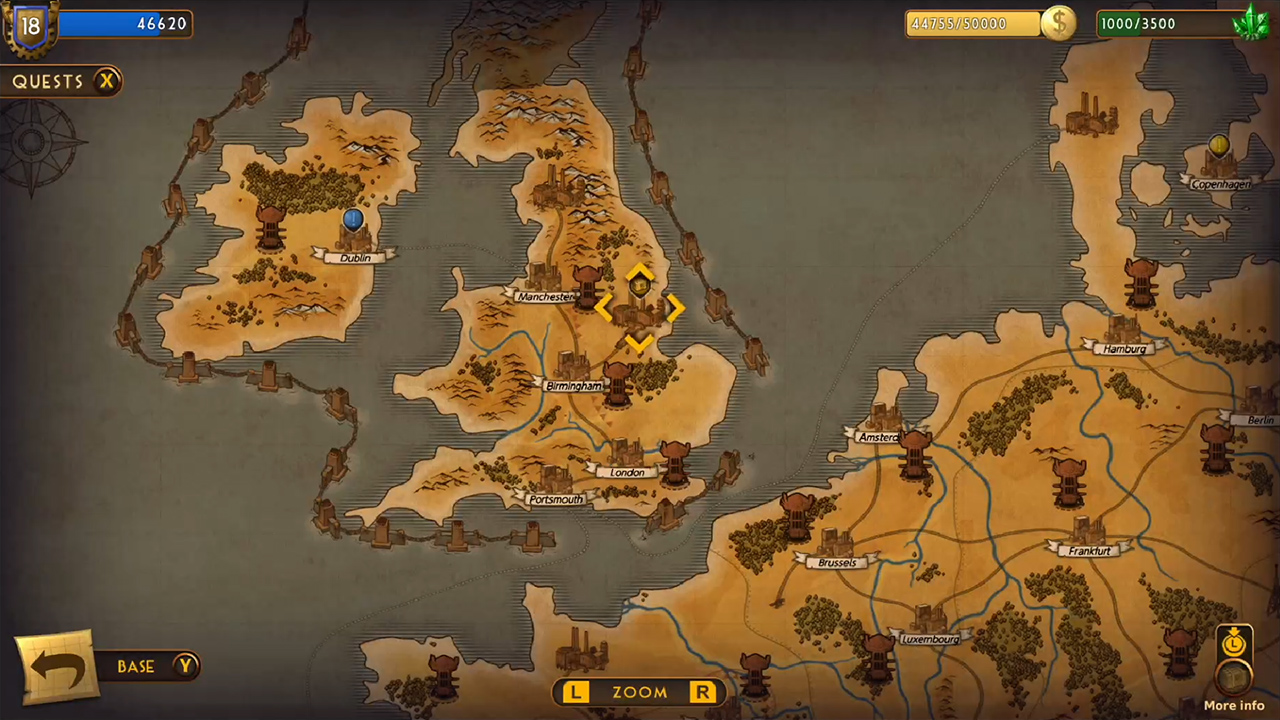 18
46620
44755/50000
1000/3500
QUESTS X
Copenhagen
Dublin
Manchester
Hamburg
Birmingham
Berlin
Amsterd
London
Portsmouth
Frankfurt
Brussels
Luxembourg
BASE Y
L ZOOM R
More info